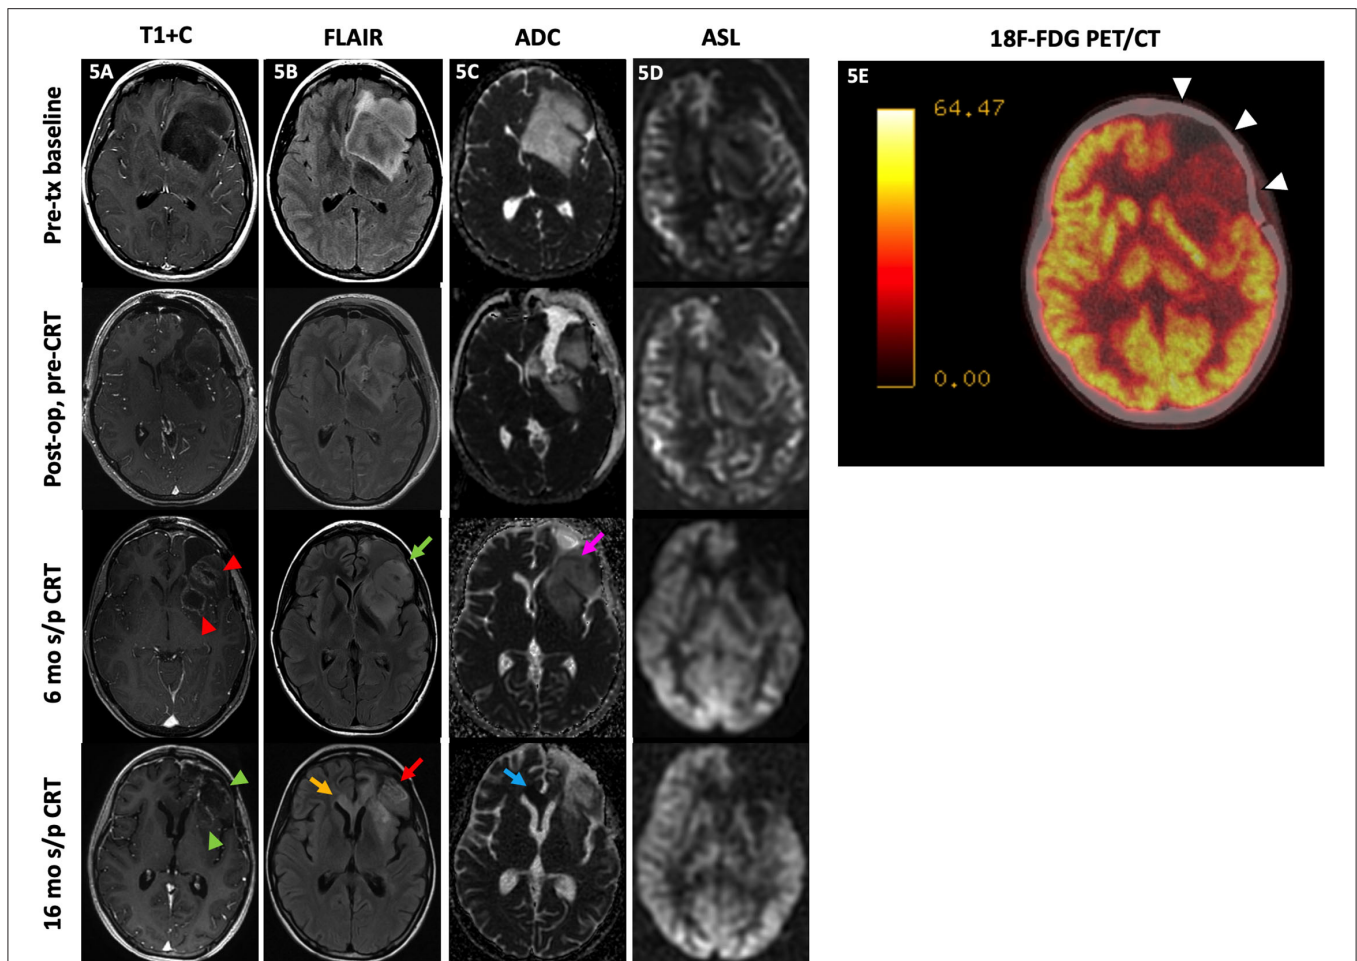 T1+C FLAIR ADC ASL 18F-FDG PET/CT
Pre-tx baseline
5A 5B 5C 5D 5E
64.47
0.00
Post-op, pre-CRT
6 mo s/p CRT
16 mo s/p CRT